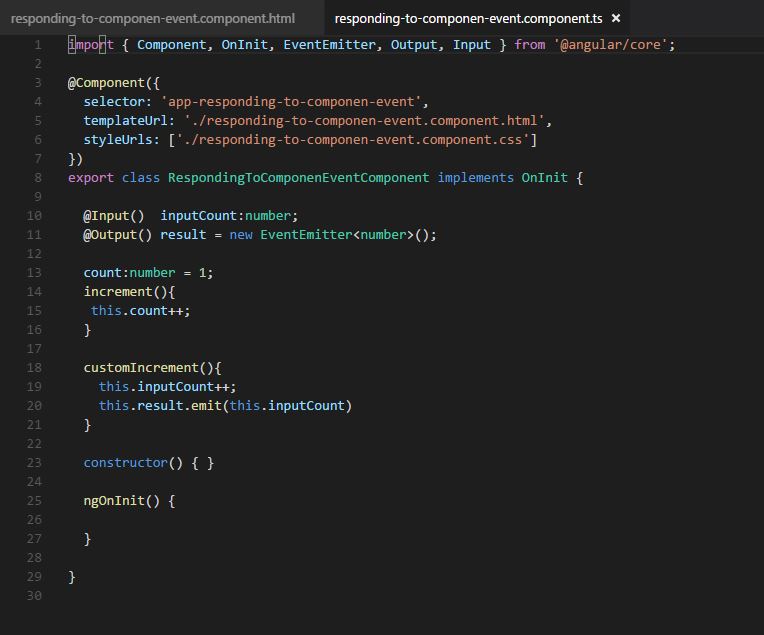 responding-to-componen-event.component.html responding-to-componen-event.component.ts ×
1 import { Component, OnInit, EventEmitter, Output, Input } from '@angular/core';
2
3 @Component({
4   selector: 'app-responding-to-componen-event',
5   templateUrl: './responding-to-componen-event.component.html',
6   styleUrls: ['./responding-to-componen-event.component.css']
7 })
8 export class RespondingToComponenEventComponent implements OnInit {
9
10   @Input()  inputCount:number;
11   @Output() result = new EventEmitter<number>();
12
13   count:number = 1;
14   increment(){
15    this.count++;
16   }
17
18   customIncrement(){
19     this.inputCount++;
20     this.result.emit(this.inputCount)
21   }
22
23   constructor() { }
24
25   ngOnInit() {
26
27   }
28
29 }
30